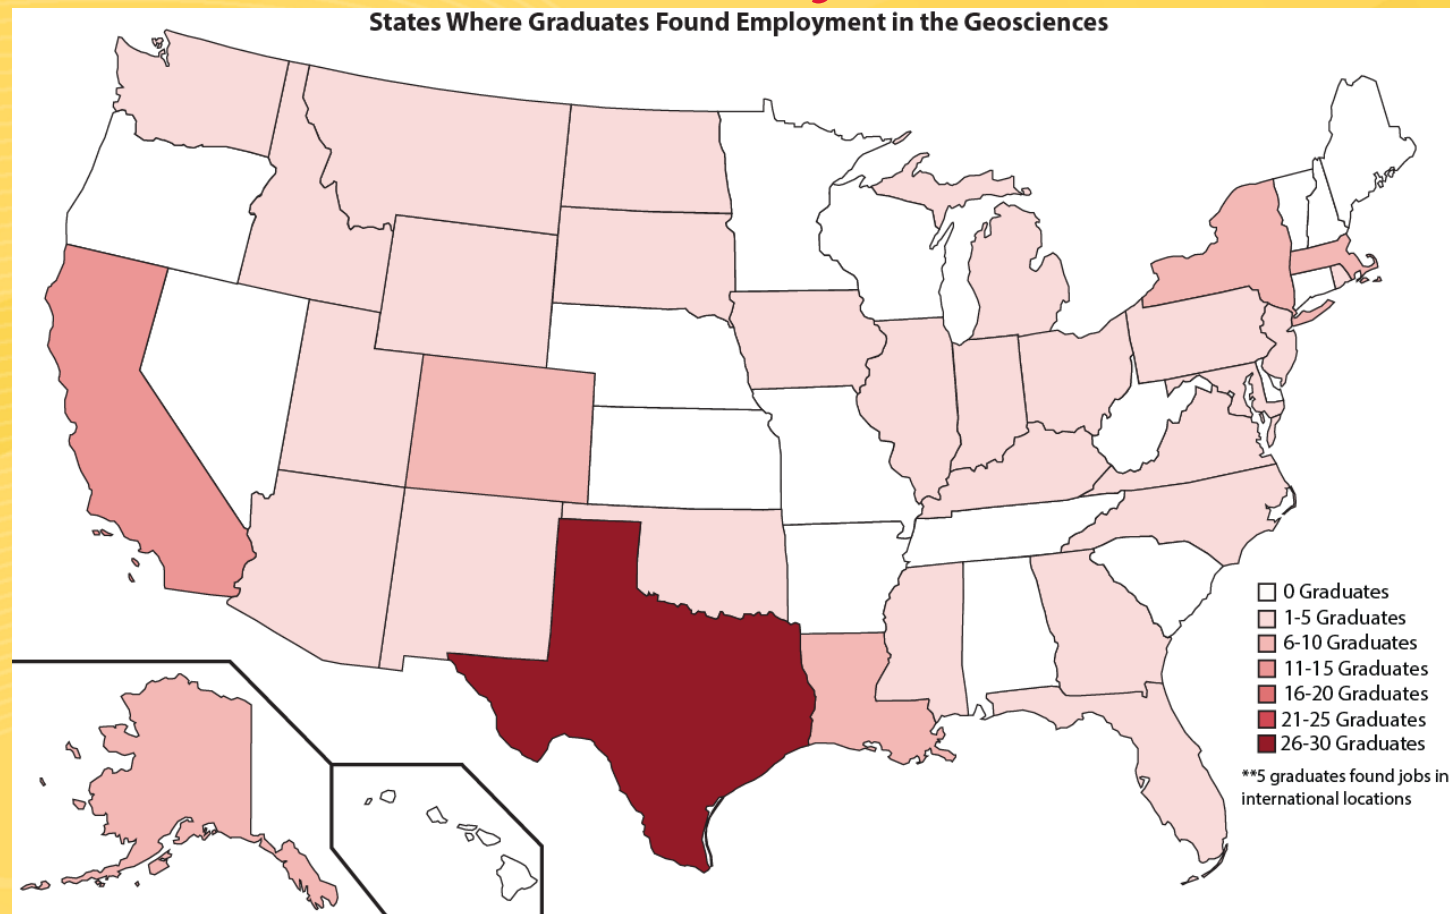 States Where Graduates Found Employment in the Geosciences
0 Graduates
1-5 Graduates
6-10 Graduates
11-15 Graduates
16-20 Graduates
21-25 Graduates
26-30 Graduates
**5 graduates found jobs in
international locations